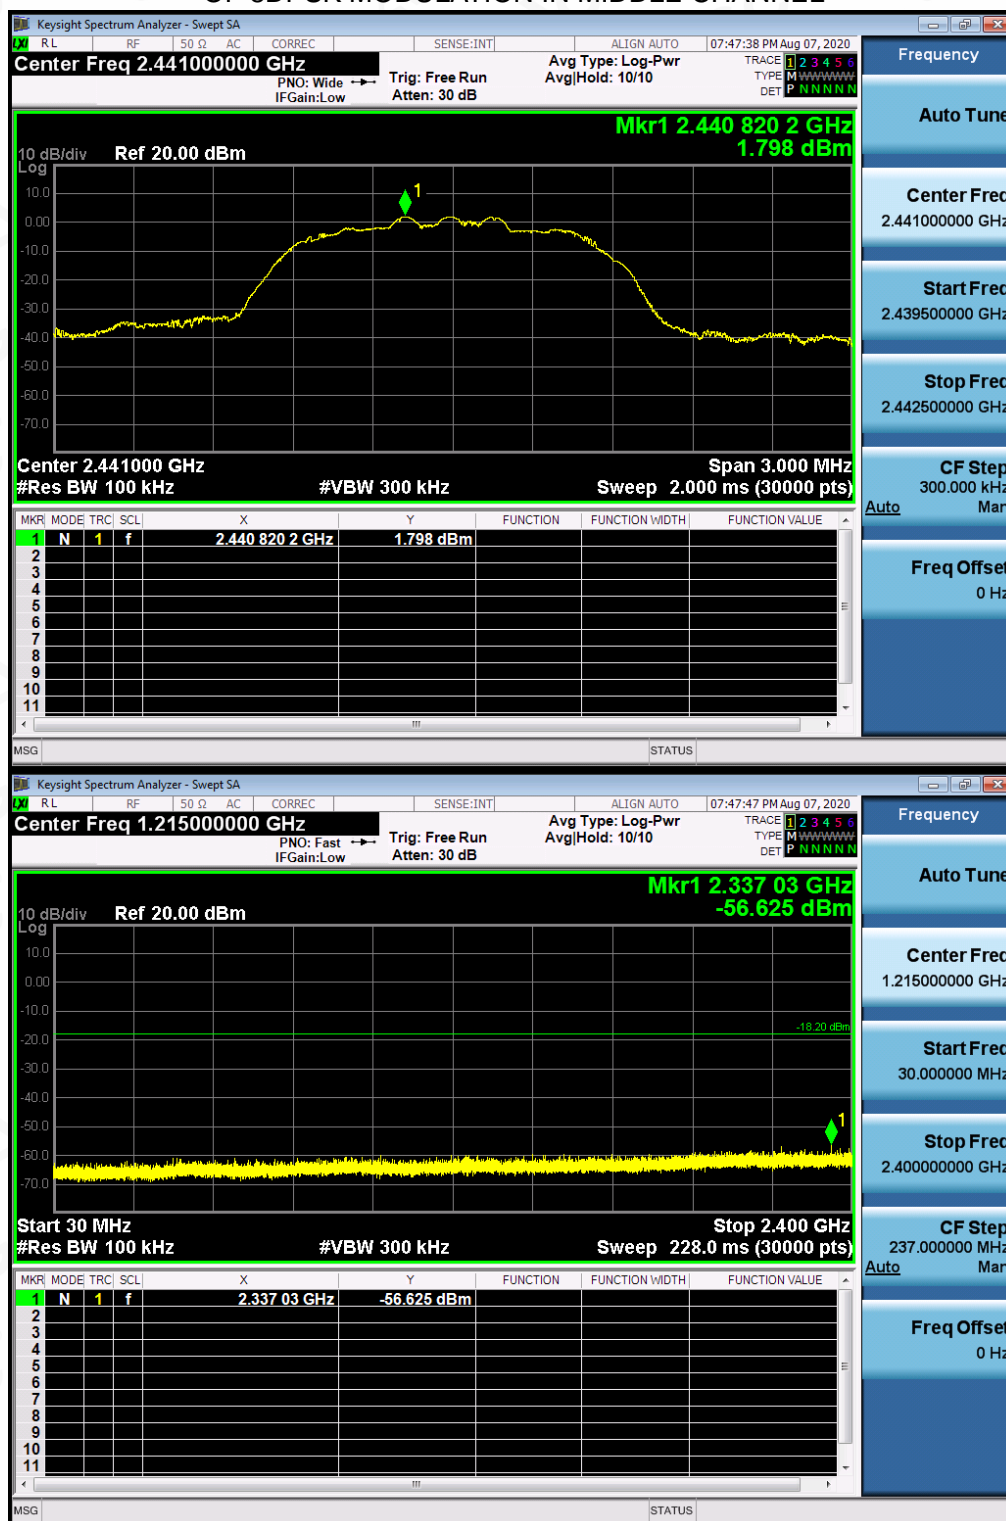 OF 8DPSK MODULATION IN MIDDLE CHANNEL
Keysight Spectrum Analyzer - Swept SA
LXI RL RF 50 Ω AC CORREC SENSE:INT ALIGN AUTO 07:47:38 PM Aug 07, 2020
Center Freq 2.441000000 GHz
PNO: Wide
IFGain:Low
Trig: Free Run
Atten: 30 dB
Avg Type: Log-Pwr
Avg|Hold: 10/10
TRACE 1 2 3 4 5 6
TYPE M WWWWW
DET P N N N N N
Frequency
Auto Tune
Center Freq
2.441000000 GHz
Start Freq
2.439500000 GHz
Stop Freq
2.442500000 GHz
CF Step
300.000 kHz
Auto Man
Freq Offset
0 Hz
Mkr1 2.440 820 2 GHz
1.798 dBm
10 dB/div Ref 20.00 dBm
Log
10.0
0.00
-10.0
-20.0
-30.0
-40.0
-50.0
-60.0
-70.0
1
Center 2.441000 GHz Span 3.000 MHz
#Res BW 100 kHz #VBW 300 kHz Sweep 2.000 ms (30000 pts)
MKR MODE TRC SCL X Y FUNCTION FUNCTION WIDTH FUNCTION VALUE
1 N 1 f 2.440 820 2 GHz 1.798 dBm
2
3
4
5
6
7
8
9
10
11
MSG STATUS
Keysight Spectrum Analyzer - Swept SA
LXI RL RF 50 Ω AC CORREC SENSE:INT ALIGN AUTO 07:47:47 PM Aug 07, 2020
Center Freq 1.215000000 GHz
PNO: Fast
IFGain:Low
Trig: Free Run
Atten: 30 dB
Avg Type: Log-Pwr
Avg|Hold: 10/10
TRACE 1 2 3 4 5 6
TYPE M WWWWW
DET P N N N N N
Frequency
Auto Tune
Center Freq
1.215000000 GHz
Start Freq
30.000000 MHz
Stop Freq
2.400000000 GHz
CF Step
237.000000 MHz
Auto Man
Freq Offset
0 Hz
Mkr1 2.337 03 GHz
-56.625 dBm
10 dB/div Ref 20.00 dBm
Log
10.0
0.00
-10.0
-20.0
-30.0
-40.0
-50.0
-60.0
-70.0
-18.20 dBm
1
Start 30 MHz Stop 2.400 GHz
#Res BW 100 kHz #VBW 300 kHz Sweep 228.0 ms (30000 pts)
MKR MODE TRC SCL X Y FUNCTION FUNCTION WIDTH FUNCTION VALUE
1 N 1 f 2.337 03 GHz -56.625 dBm
2
3
4
5
6
7
8
9
10
11
MSG STATUS